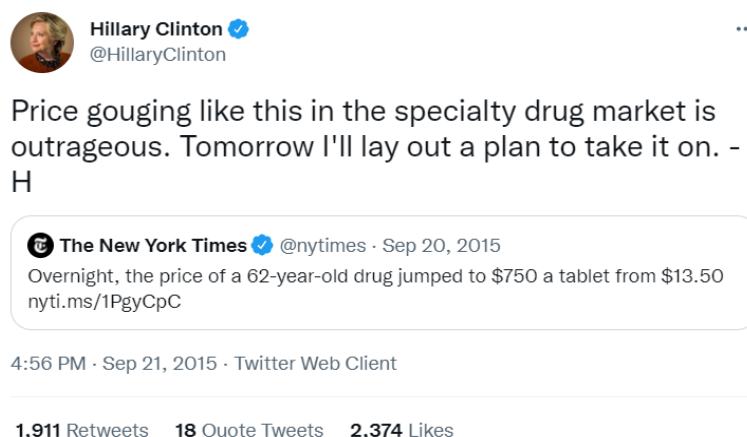 Hillary Clinton
@HillaryClinton
Price gouging like this in the specialty drug market is
outrageous. Tomorrow I'll lay out a plan to take it on. -
H
The New York Times @nytimes · Sep 20, 2015
Overnight, the price of a 62-year-old drug jumped to $750 a tablet from $13.50
nyti.ms/1PgyCpC
4:56 PM · Sep 21, 2015 · Twitter Web Client
1,911 Retweets 18 Quote Tweets 2,374 Likes